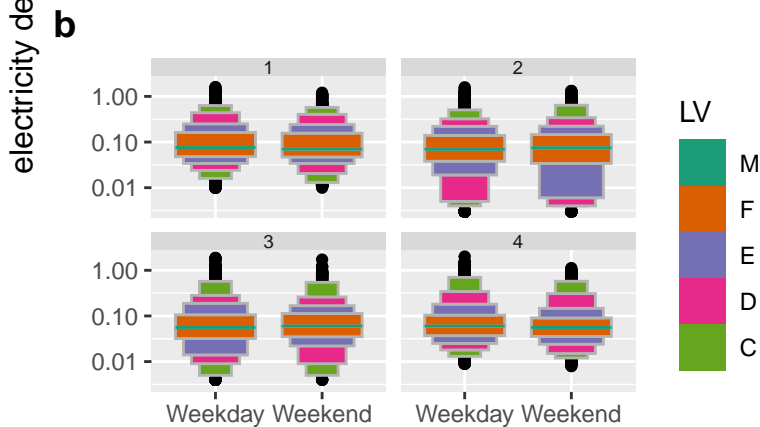 b
electricity de
1
2
1.00
0.10
0.01
3
4
1.00
0.10
0.01
Weekday Weekend
Weekday Weekend
LV
M
F
E
D
C